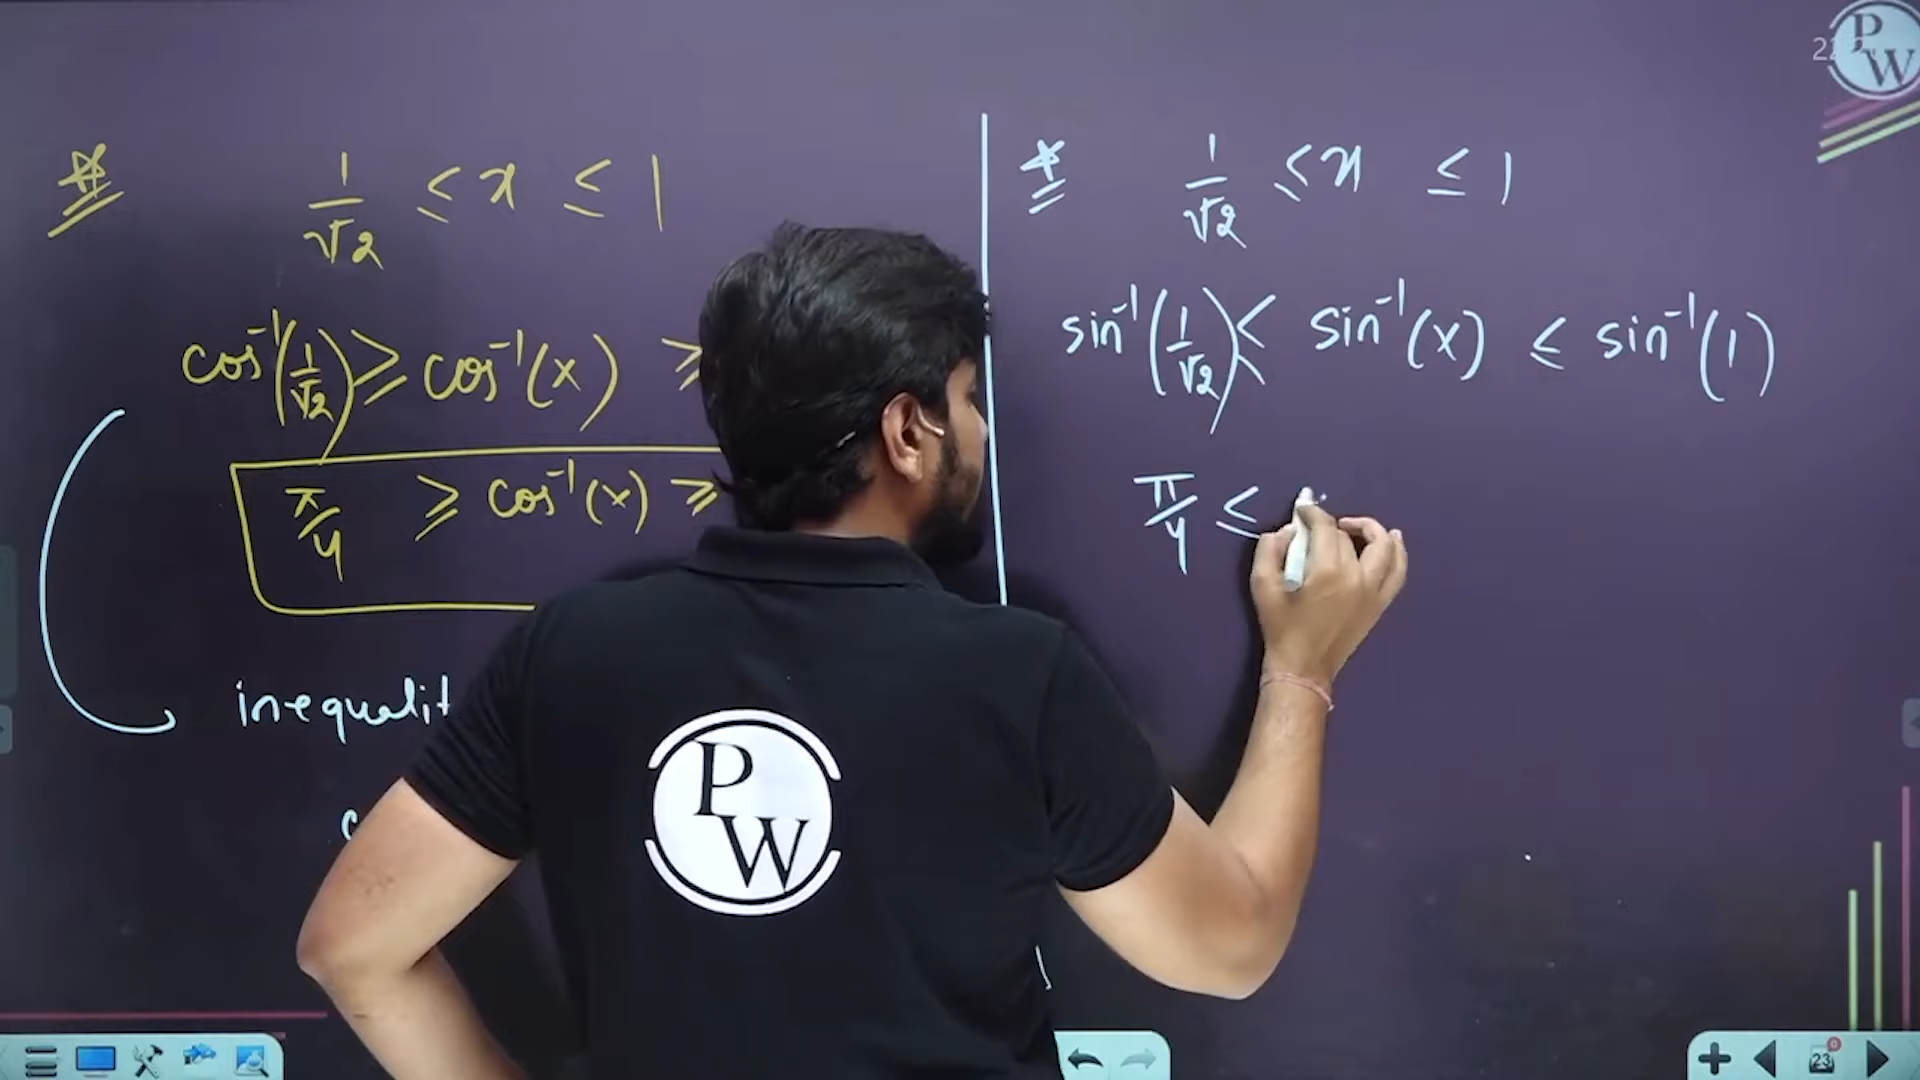 1/√2 ≤ x ≤ 1
cos⁻¹(1/√2) ≥ cos⁻¹(x) ≥
π/4 ≥ cos⁻¹(x) ≥
inequalit
1/√2 ≤ x ≤ 1
sin⁻¹(1/√2) ≤ sin⁻¹(x) ≤ sin⁻¹(1)
π/4 ≤
PW
PW
23